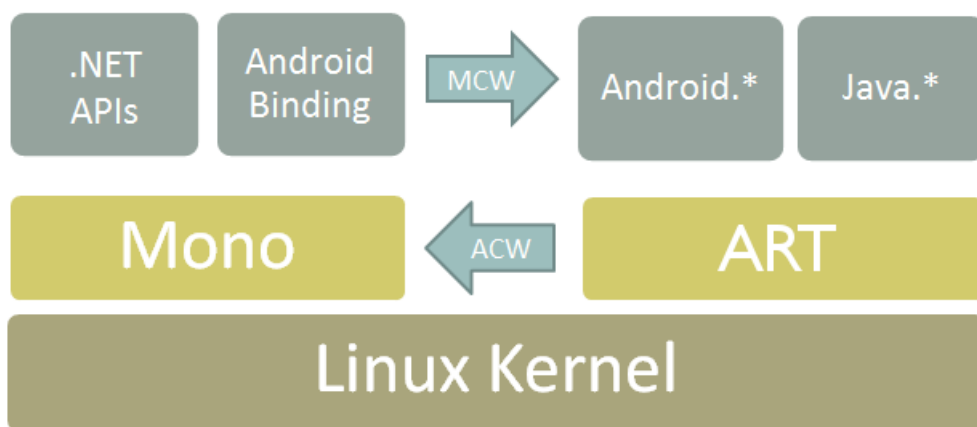 .NET
APIs
Android
Binding
MCW
Android.*
Java.*
Mono
ACW
ART
Linux Kernel